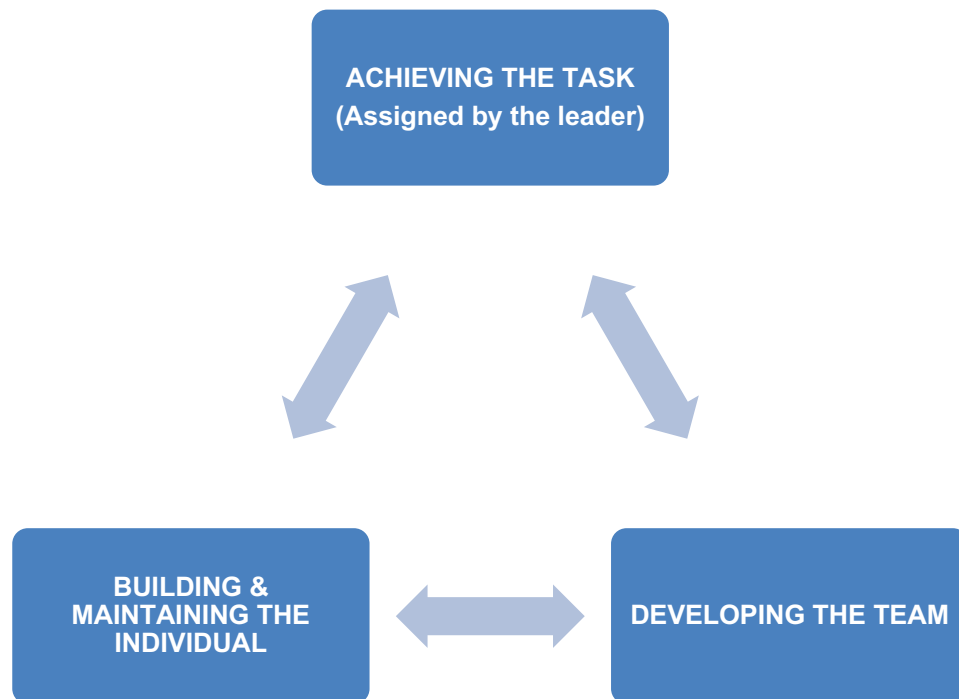 ACHIEVING THE TASK
(Assigned by the leader)
BUILDING &
MAINTAINING THE
INDIVIDUAL
DEVELOPING THE TEAM